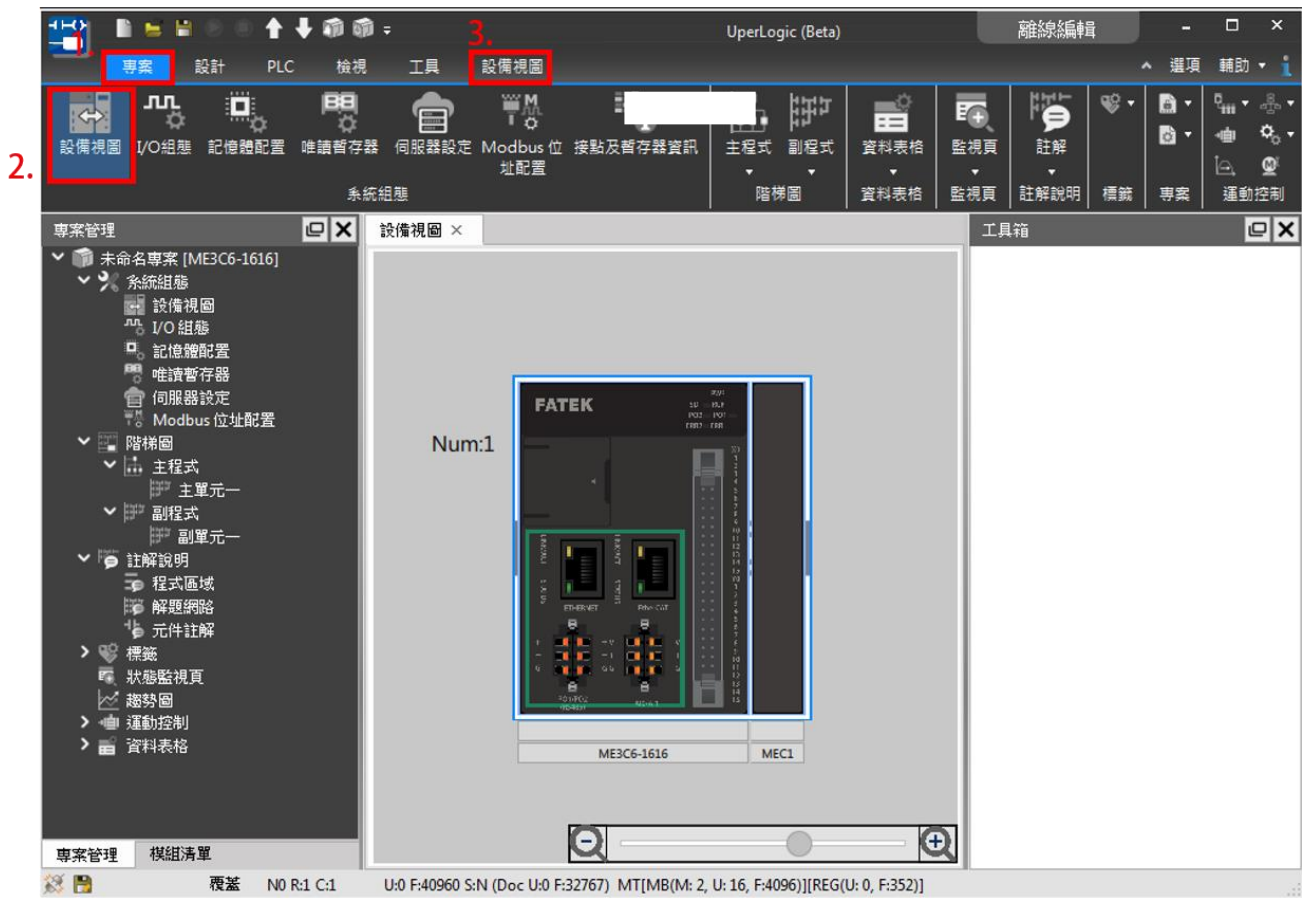 UperLogic (Beta)
離線編輯
1.
3.
專案 設計 PLC 檢視 工具 設備視圖
選項 輔助
2.
設備視圖 I/O組態 記憶體配置 唯讀暫存器 伺服器設定 Modbus 位址配置 接點及暫存器資訊 主程式 副程式 資料表格 監視頁 註解
系統組態 階梯圖 資料表格 監視頁 註解說明 標籤 專案 運動控制
專案管理
設備視圖
工具箱
未命名專案 [ME3C6-1616]
系統組態
設備視圖
I/O 組態
記憶體配置
唯讀暫存器
伺服器設定
Modbus 位址配置
階梯圖
主程式
主單元一
副程式
副單元一
註解說明
程式區域
解題網路
元件註解
標籤
狀態監視頁
趨勢圖
運動控制
資料表格
Num:1
FATEK
ETHERNET
EtherCAT
ME3C6-1616
MEC1
專案管理 模組清單
覆蓋 N0 R:1 C:1 U:0 F:40960 S:N (Doc U:0 F:32767) MT[MB(M: 2, U: 16, F:4096)][REG(U: 0, F:352)]